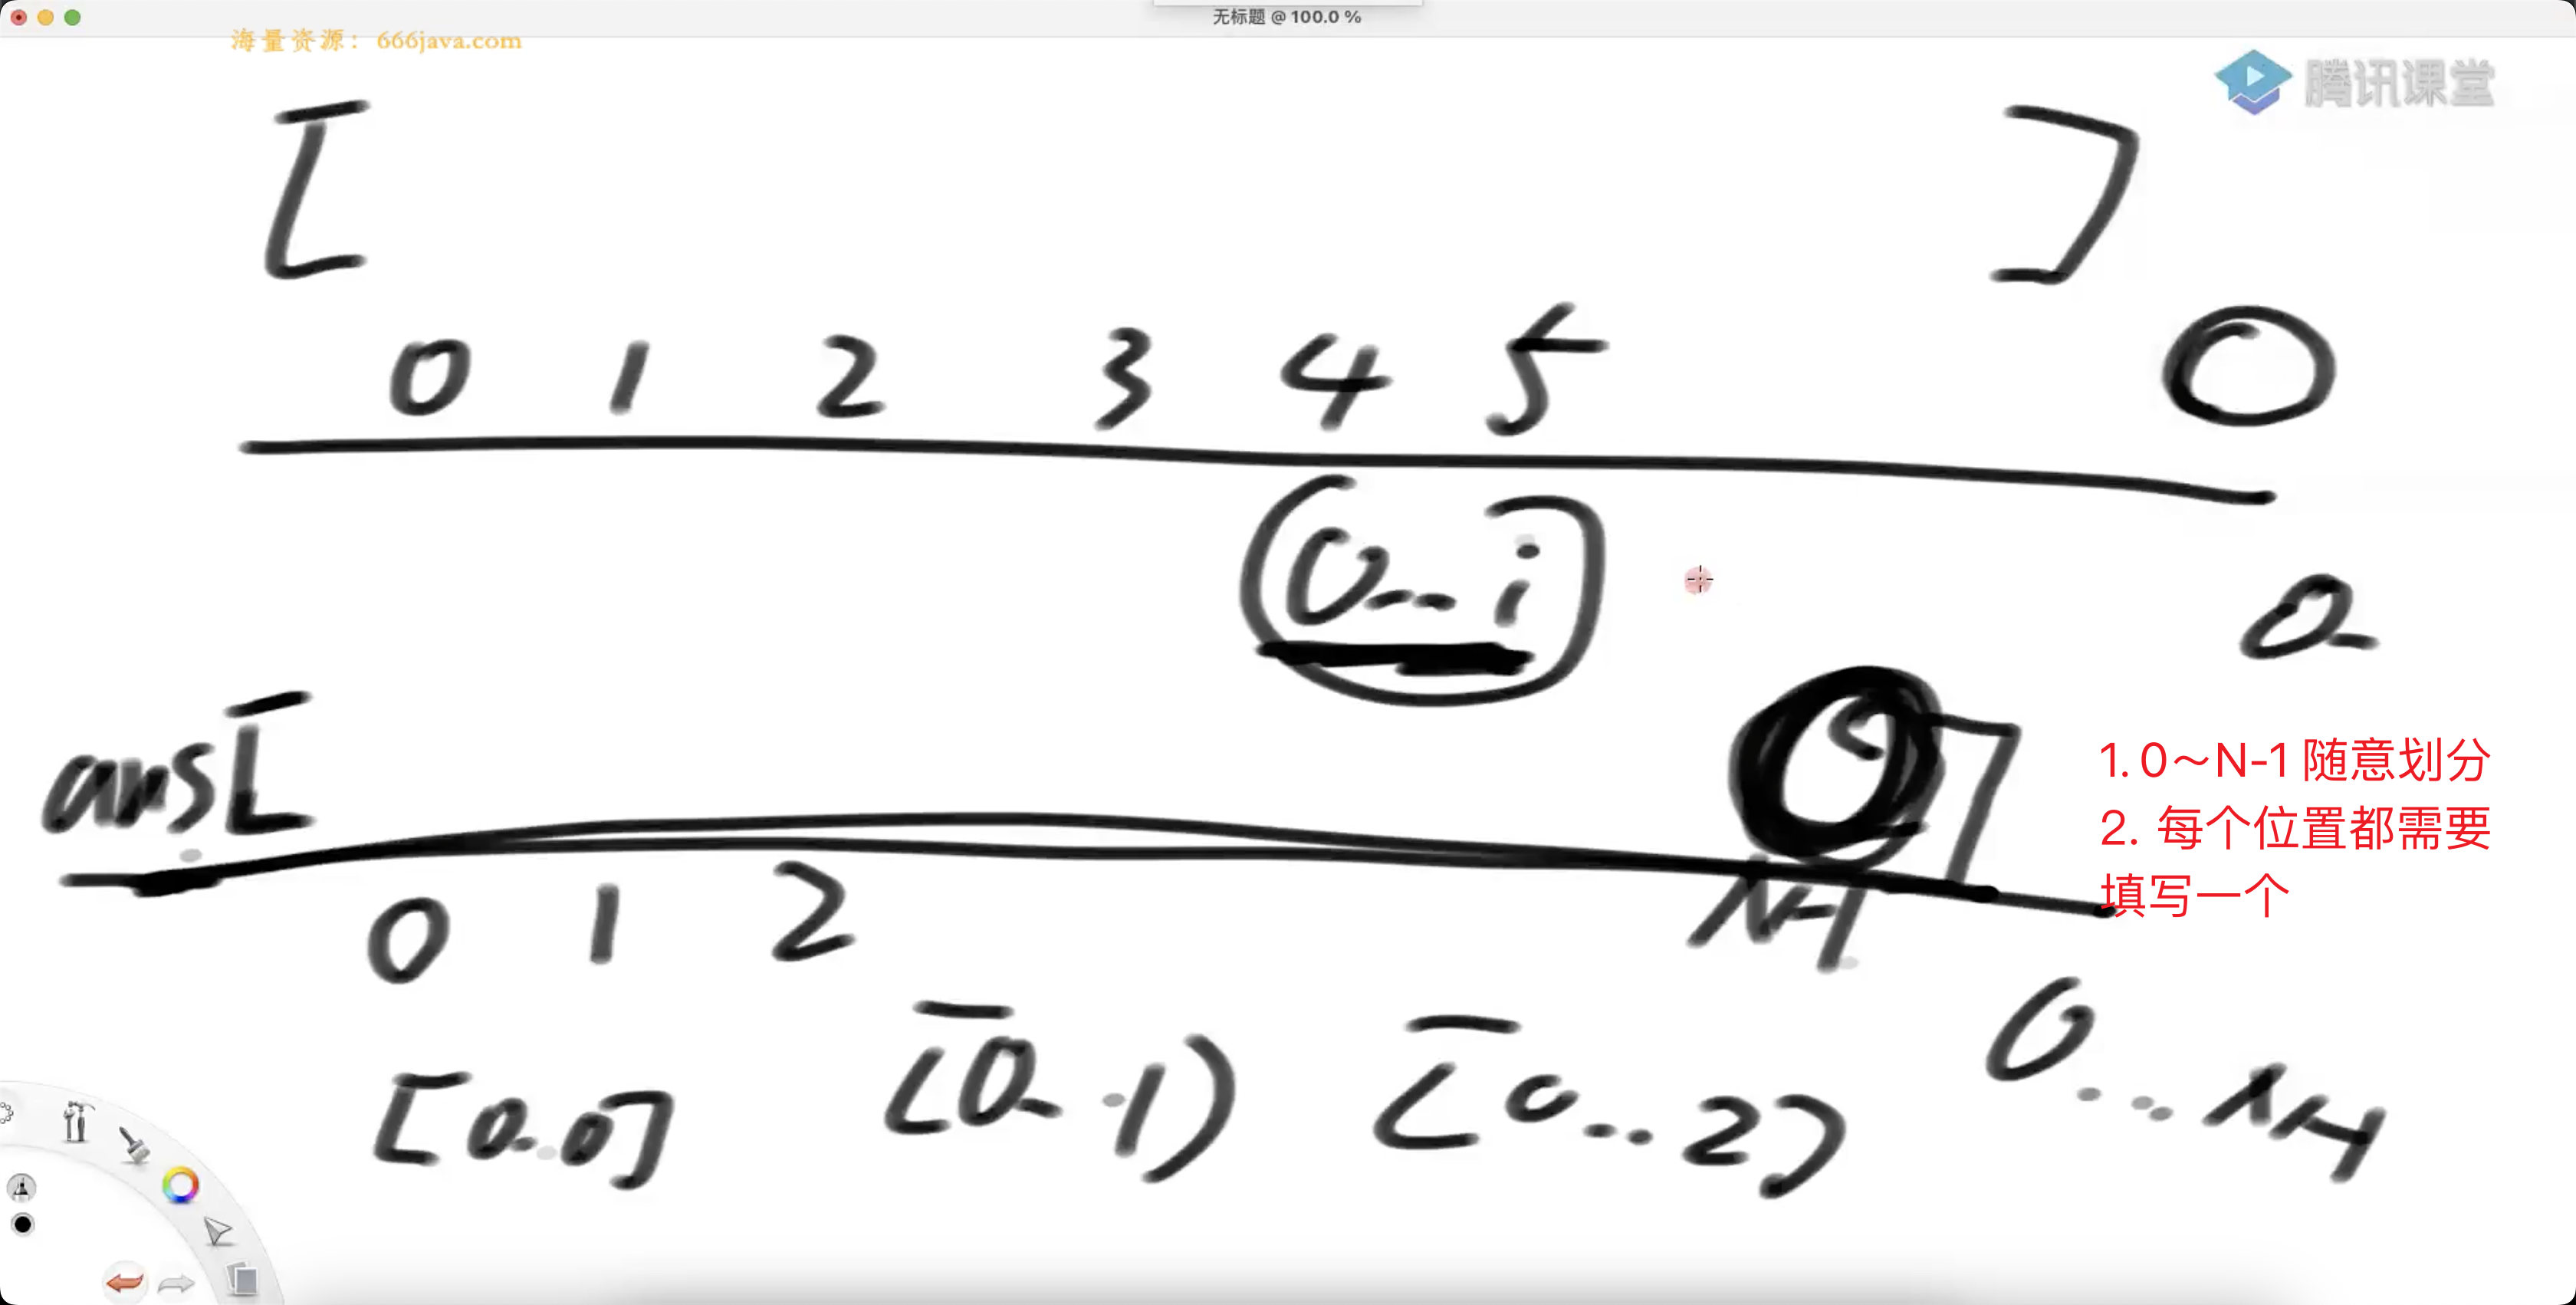 无标题 @ 100.0 %
海量资源：666java.com
腾讯课堂
[ ]
0 1 2 3 4 5 0
0... i
0-
ans[ 0 ]
1. 0～N-1 随意划分
2. 每个位置都需要
填写一个
0 1 2 N-1
[0..0] [0..1) [0...2] 0...N-1